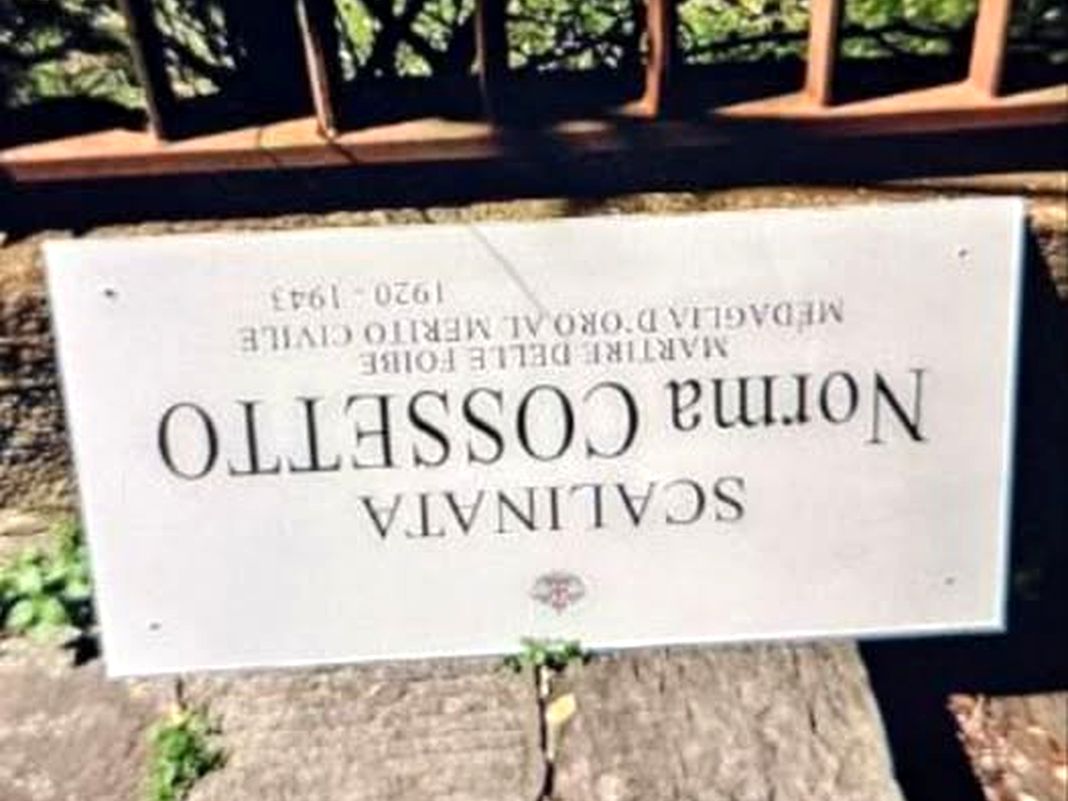 SCALINATA
Norma COSSETTO
MARTIRE DELLE FOIBE
MEDAGLIA D'ORO AL MERITO CIVILE
1920 - 1943